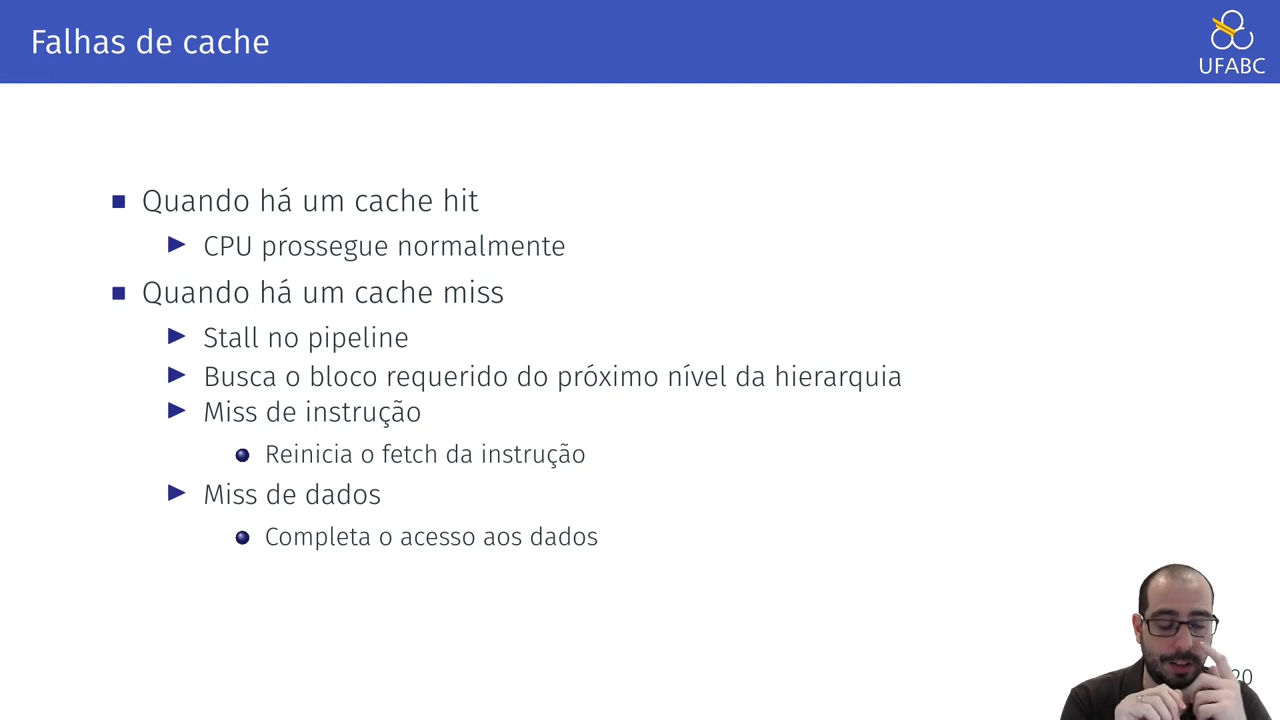 Falhas de cache
UFABC
Quando há um cache hit
CPU prossegue normalmente
Quando há um cache miss
Stall no pipeline
Busca o bloco requerido do próximo nível da hierarquia
Miss de instrução
Reinicia o fetch da instrução
Miss de dados
Completa o acesso aos dados